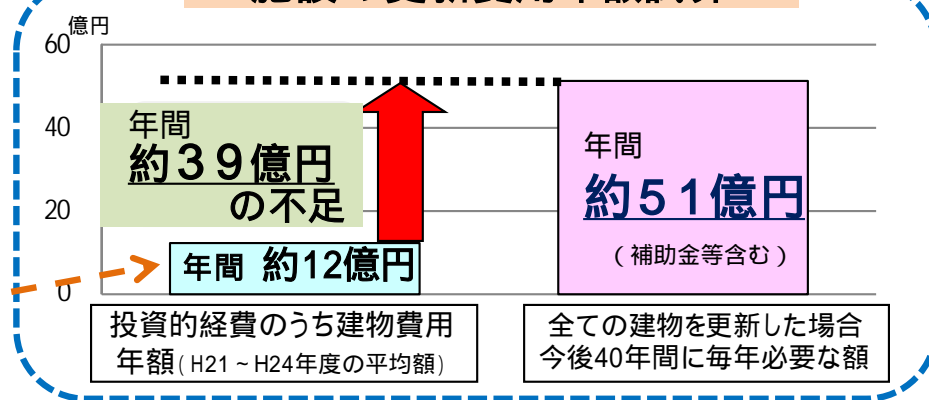 億円
60
40
20
0
年間
約39億円
の不足
年間 約12億円
年間
約51億円
(補助金等含む)
投資的経費のうち建物費用
年額(H21~H24年度の平均額)
全ての建物を更新した場合
今後40年間に毎年必要な額